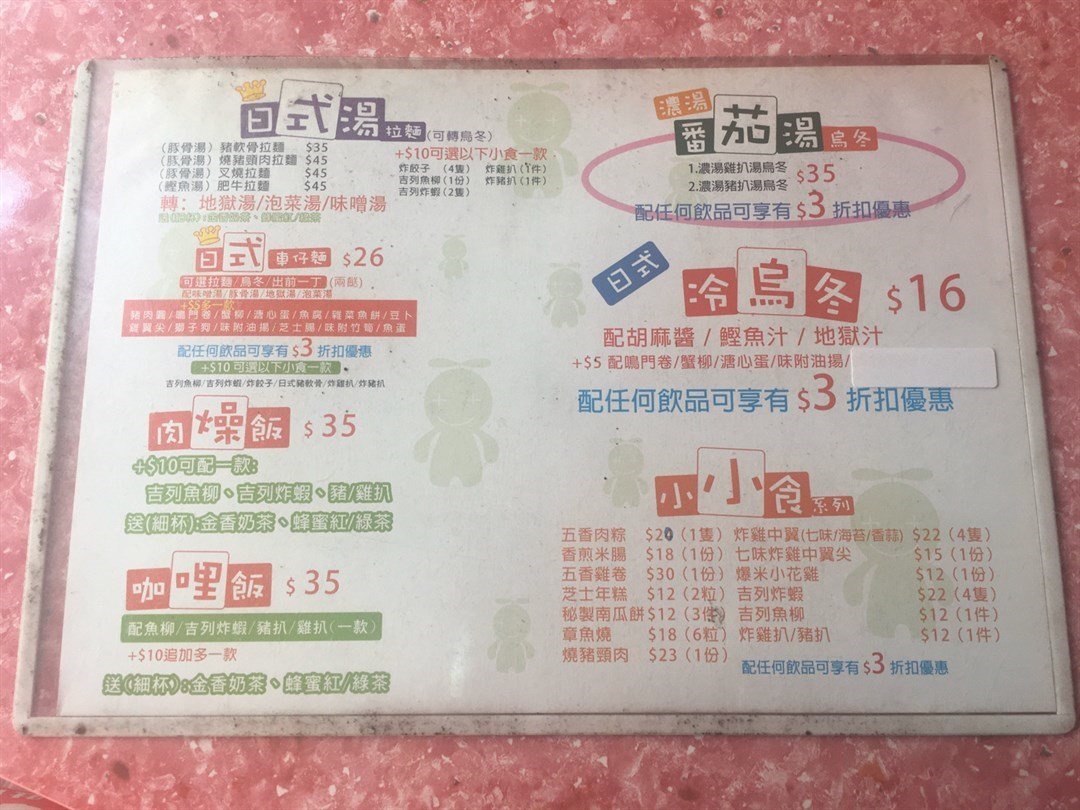 日式湯拉麵(可轉烏冬)
(豚骨湯) 豬軟骨拉麵 $35
(豚骨湯) 燒豬頸肉拉麵 $45
(豚骨湯) 叉燒拉麵 $45
(鰹魚湯) 肥牛拉麵 $45
+$10可選以下小食一款
炸餃子 (4隻) 炸雞扒(1件)
吉列魚柳(1份) 炸豬扒(1件)
吉列炸蝦(2隻)
轉: 地獄湯/泡菜湯/味噌湯
送(細杯):金香奶茶、蜂蜜紅/綠茶
日式車仔麵 $26
可選拉麵/烏冬/出前一丁(兩餸)
配味噌湯/豚骨湯/地獄湯/泡菜湯
+$5多一款
豬肉醬/鳴門卷/蟹柳/溏心蛋/魚腐/雜菜魚餅/豆卜
雞翼尖/獅子狗/味附油揚/芝士腸/味附竹筍/魚蛋
配任何飲品可享有$3折扣優惠
+$10可選以下小食一款
吉列魚柳/吉列炸蝦/炸餃子/日式豬軟骨/炸雞扒/炸豬扒
肉燥飯 $35
+$10可配一款:
吉列魚柳、吉列炸蝦、豬/雞扒
送(細杯):金香奶茶、蜂蜜紅/綠茶
咖哩飯 $35
配魚柳/吉列炸蝦/豬扒/雞扒(一款)
+$10追加多一款
送(細杯):金香奶茶、蜂蜜紅/綠茶
濃湯番茄湯烏冬
1.濃湯雞扒湯烏冬 $35
2.濃湯豬扒湯烏冬
配任何飲品可享有$3折扣優惠
日式冷烏冬 $16
配胡麻醬/鰹魚汁/地獄汁
+$5 配鳴門卷/蟹柳/溏心蛋/味附油揚/
配任何飲品可享有$3折扣優惠
小小食系列
五香肉粽 $20 (1隻) 炸雞中翼(七味/海苔/香蒜) $22 (4隻)
香煎米腸 $18 (1份) 七味炸雞中翼尖 $15 (1份)
五香雞卷 $30 (1份) 爆米小花雞 $12 (1份)
芝士年糕 $12 (2粒) 吉列炸蝦 $22 (4隻)
秘製南瓜餅 $12 (3件) 吉列魚柳 $12 (1件)
章魚燒 $18 (6粒) 炸雞扒/豬扒 $12 (1件)
燒豬頸肉 $23 (1份)
配任何飲品可享有$3折扣優惠